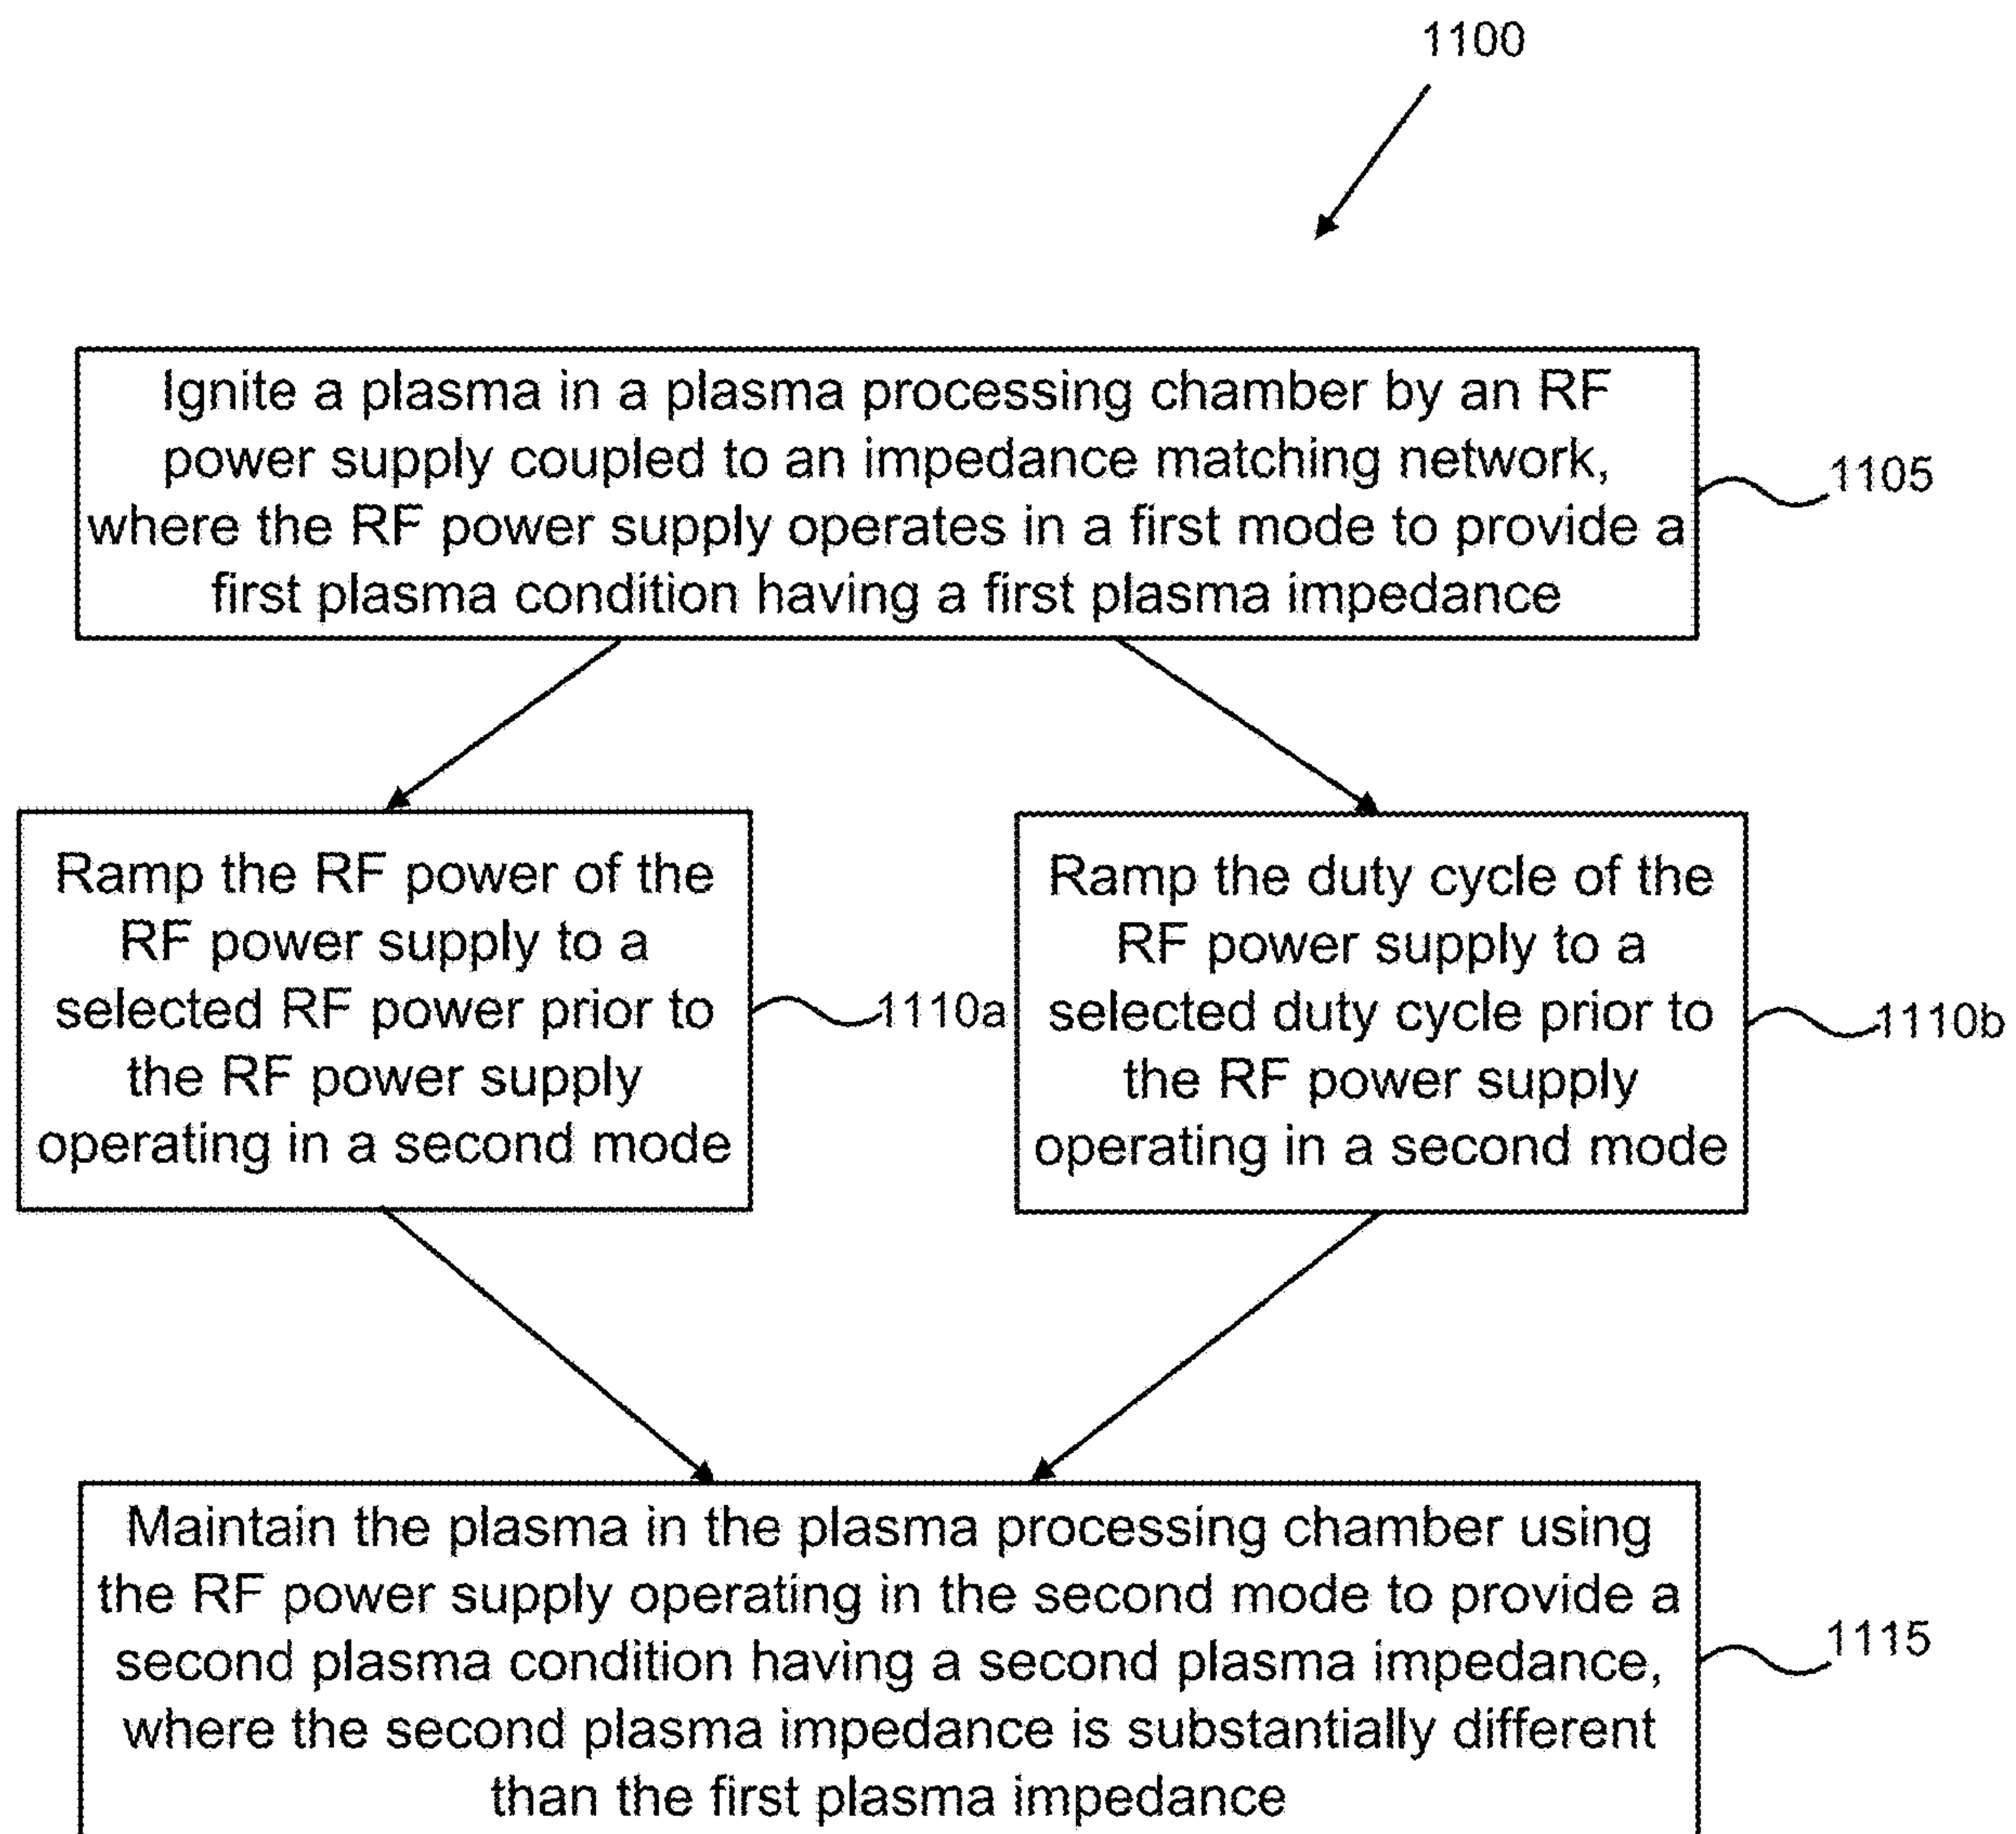 1100
Ignite a plasma in a plasma processing chamber by an RF
power supply coupled to an impedance matching network,
where the RF power supply operates in a first mode to provide a
first plasma condition having a first plasma impedance
1105
Ramp the RF power of the
RF power supply to a
selected RF power prior to
the RF power supply
operating in a second mode
1110a
Ramp the duty cycle of the
RF power supply to a
selected duty cycle prior to
the RF power supply
operating in a second mode
1110b
Maintain the plasma in the plasma processing chamber using
the RF power supply operating in the second mode to provide a
second plasma condition having a second plasma impedance,
where the second plasma impedance is substantially different
than the first plasma impedance
1115